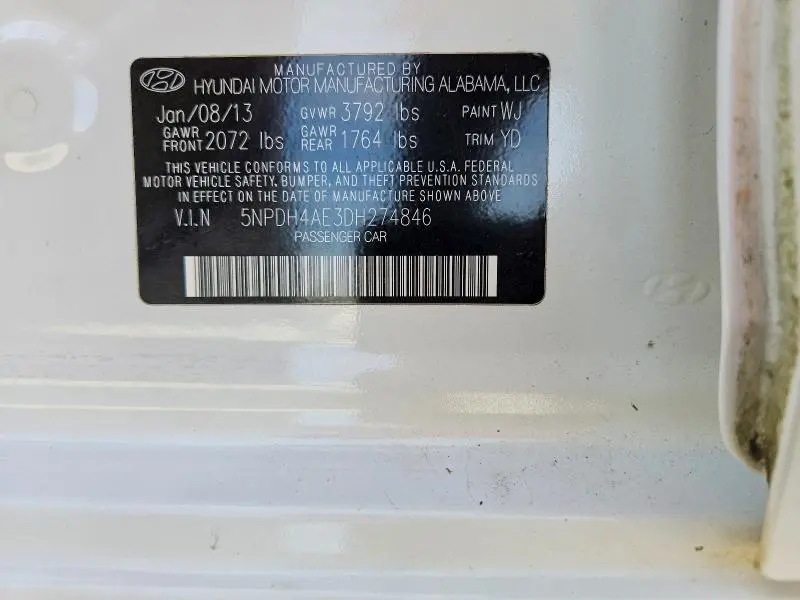 MANUFACTURED BY
HYUNDAI MOTOR MANUFACTURING ALABAMA, LLC
Jan/08/13 GVWR 3792 lbs PAINT WJ
GAWR FRONT 2072 lbs GAWR REAR 1764 lbs TRIM YD
THIS VEHICLE CONFORMS TO ALL APPLICABLE U.S.A. FEDERAL
MOTOR VEHICLE SAFETY, BUMPER, AND THEFT PREVENTION STANDARDS
IN EFFECT ON THE DATE OF MANUFACTURE SHOWN ABOVE
V.I.N 5NPDH4AE3DH274846
PASSENGER CAR